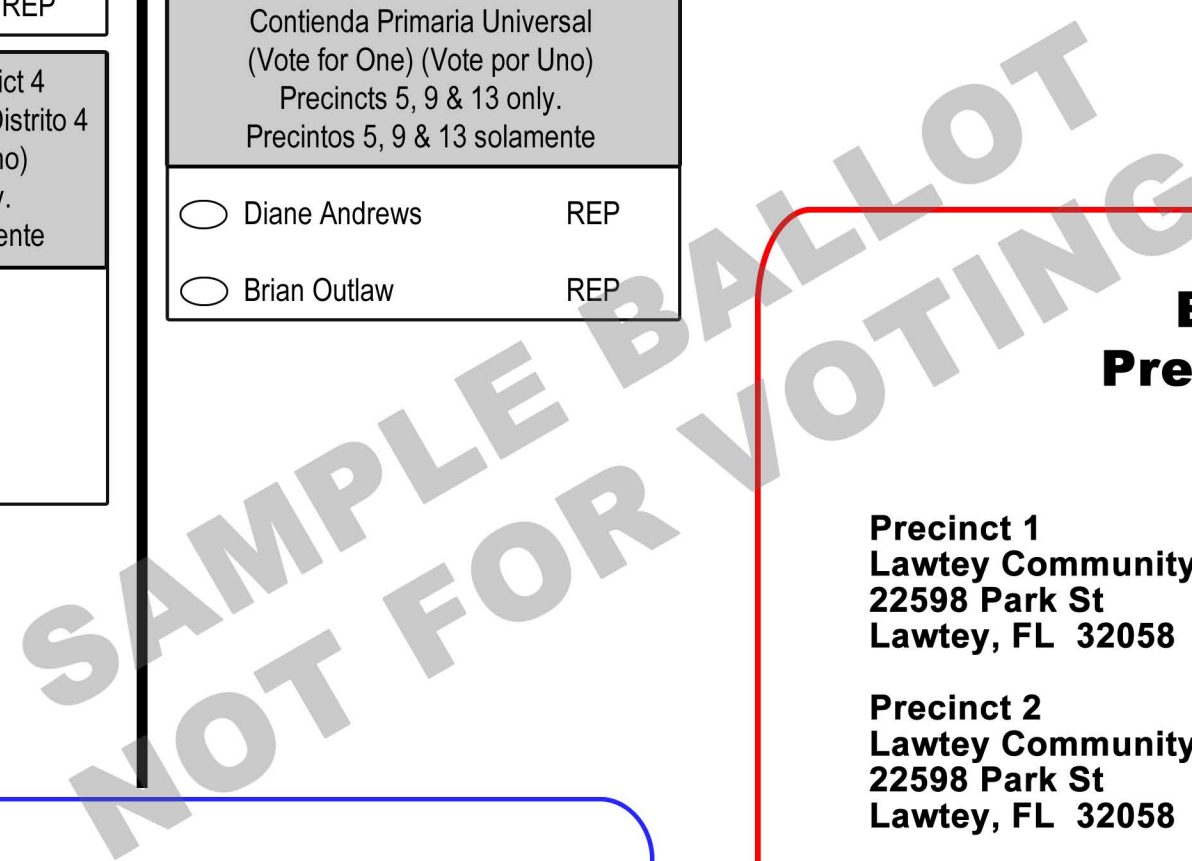 REP
ict 4
Distrito 4
no)
y.
ente
Contienda Primaria Universal
(Vote for One) (Vote por Uno)
Precincts 5, 9 & 13 only.
Precintos 5, 9 & 13 solamente
Diane Andrews REP
Brian Outlaw REP
SAMPLE BALLOT
NOT FOR VOTING
Pre
Precinct 1
Lawtey Community
22598 Park St
Lawtey, FL 32058
Precinct 2
Lawtey Community
22598 Park St
Lawtey, FL 32058